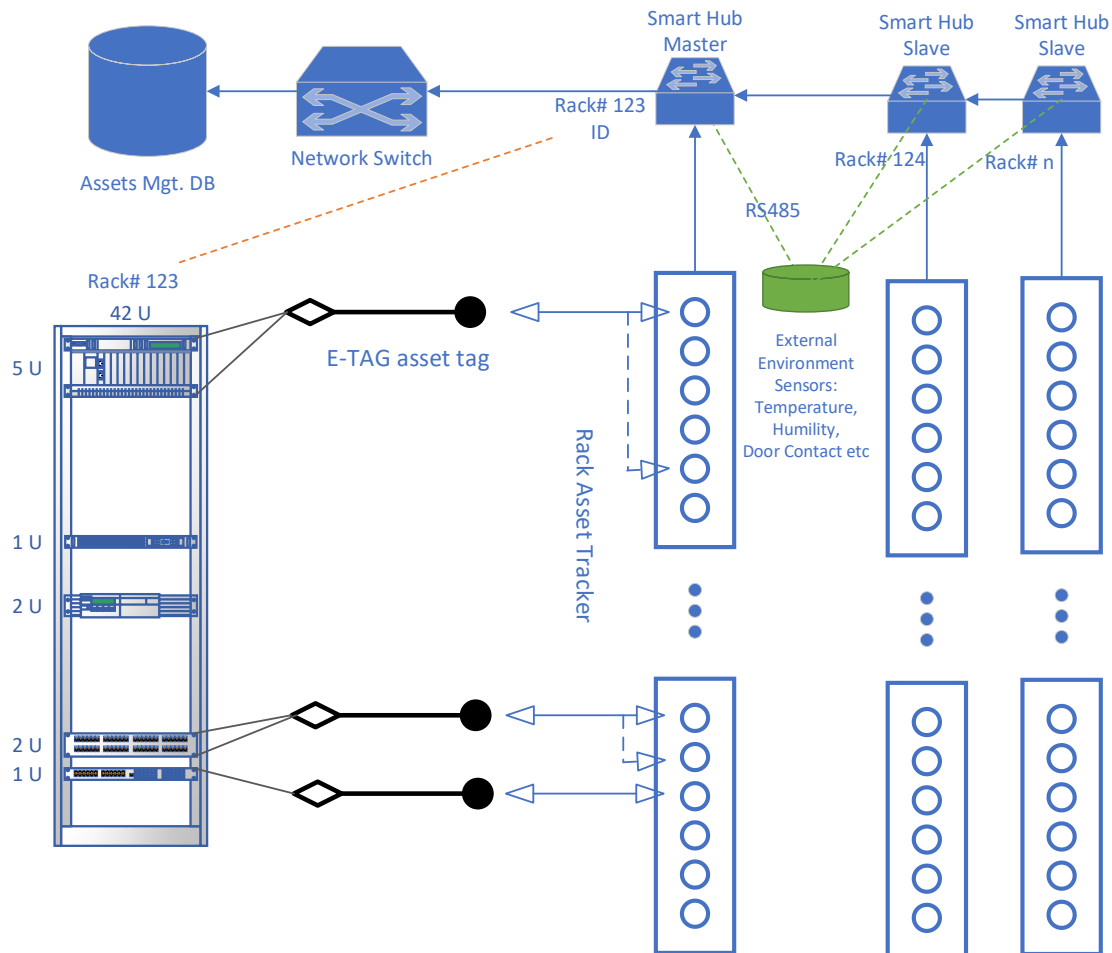 Smart Hub
Master
Smart Hub
Slave
Smart Hub
Slave
Rack# 123
ID
Network Switch
Assets Mgt. DB
Rack# 124
Rack# n
RS485
Rack# 123
42 U
5 U
E-TAG asset tag
External
Environment
Sensors:
Temperature,
Humility,
Door Contact etc
Rack Asset Tracker
1 U
2 U
2 U
1 U